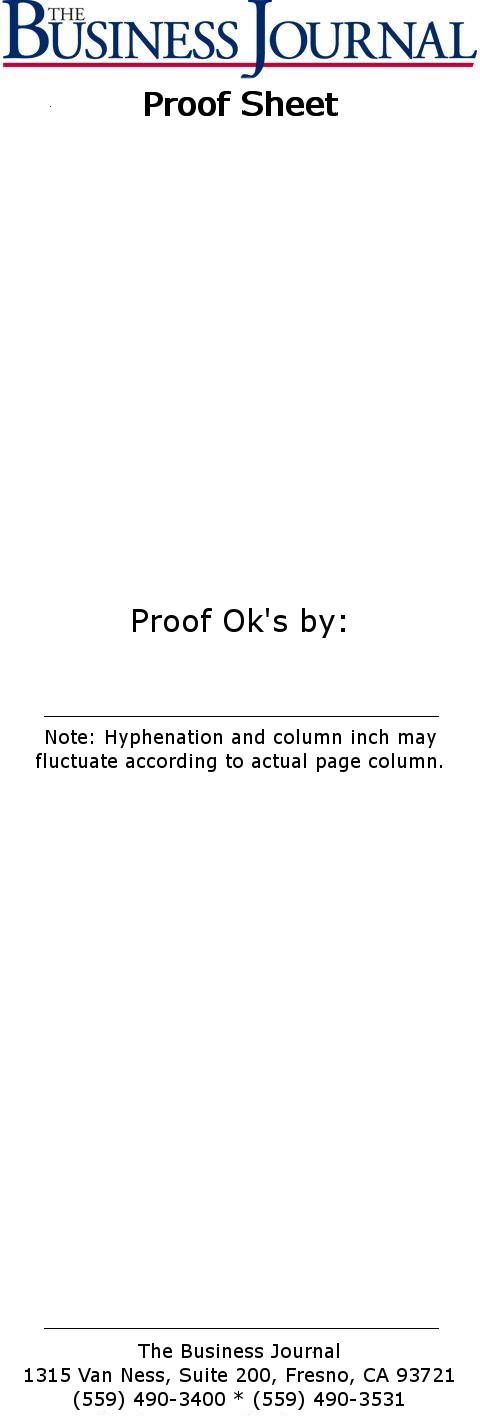 THE
BUSINESS JOURNAL
Proof Sheet
Proof Ok's by:
Note: Hyphenation and column inch may
fluctuate according to actual page column.
The Business Journal
1315 Van Ness, Suite 200, Fresno, CA 93721
(559) 490-3400 * (559) 490-3531